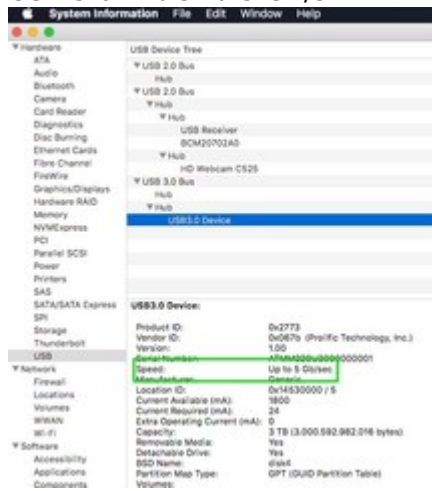 System Information File Edit Window Help
Hardware
ATA
Audio
Bluetooth
Camera
Card Reader
Diagnostics
Disc Burning
Ethernet Cards
Fibre Channel
FireWire
Graphics/Displays
Hardware RAID
Memory
NVMExpress
PCI
Parallel SCSI
Power
Printers
SAS
SATA/SATA Express
SPI
Storage
Thunderbolt
USB
Network
Firewall
Locations
Volumes
WWAN
Wi-Fi
Software
Accessibility
Applications
Components
USB Device Tree
USB 2.0 Bus
Hub
USB 2.0 Bus
Hub
Hub
USB Receiver
BCM20702A0
Hub
HD Webcam C525
USB 3.0 Bus
Hub
USB3.0 Device
USB3.0 Device:
Product ID: 0x2773
Vendor ID: 0x067b (Prolific Technology, Inc.)
Version: 1.00
Serial Number:
Speed: Up to 5 Gb/sec
Manufacturer: Generic
Location ID: 0x14530000 / 5
Current Available (mA): 1800
Current Required (mA): 24
Extra Operating Current (mA): 0
Capacity: 3 TB (3.000.592.982.016 bytes)
Removable Media: Yes
Detachable Drive: Yes
BSD Name: disk4
Partition Map Type: GPT (GUID Partition Table)
Volumes: